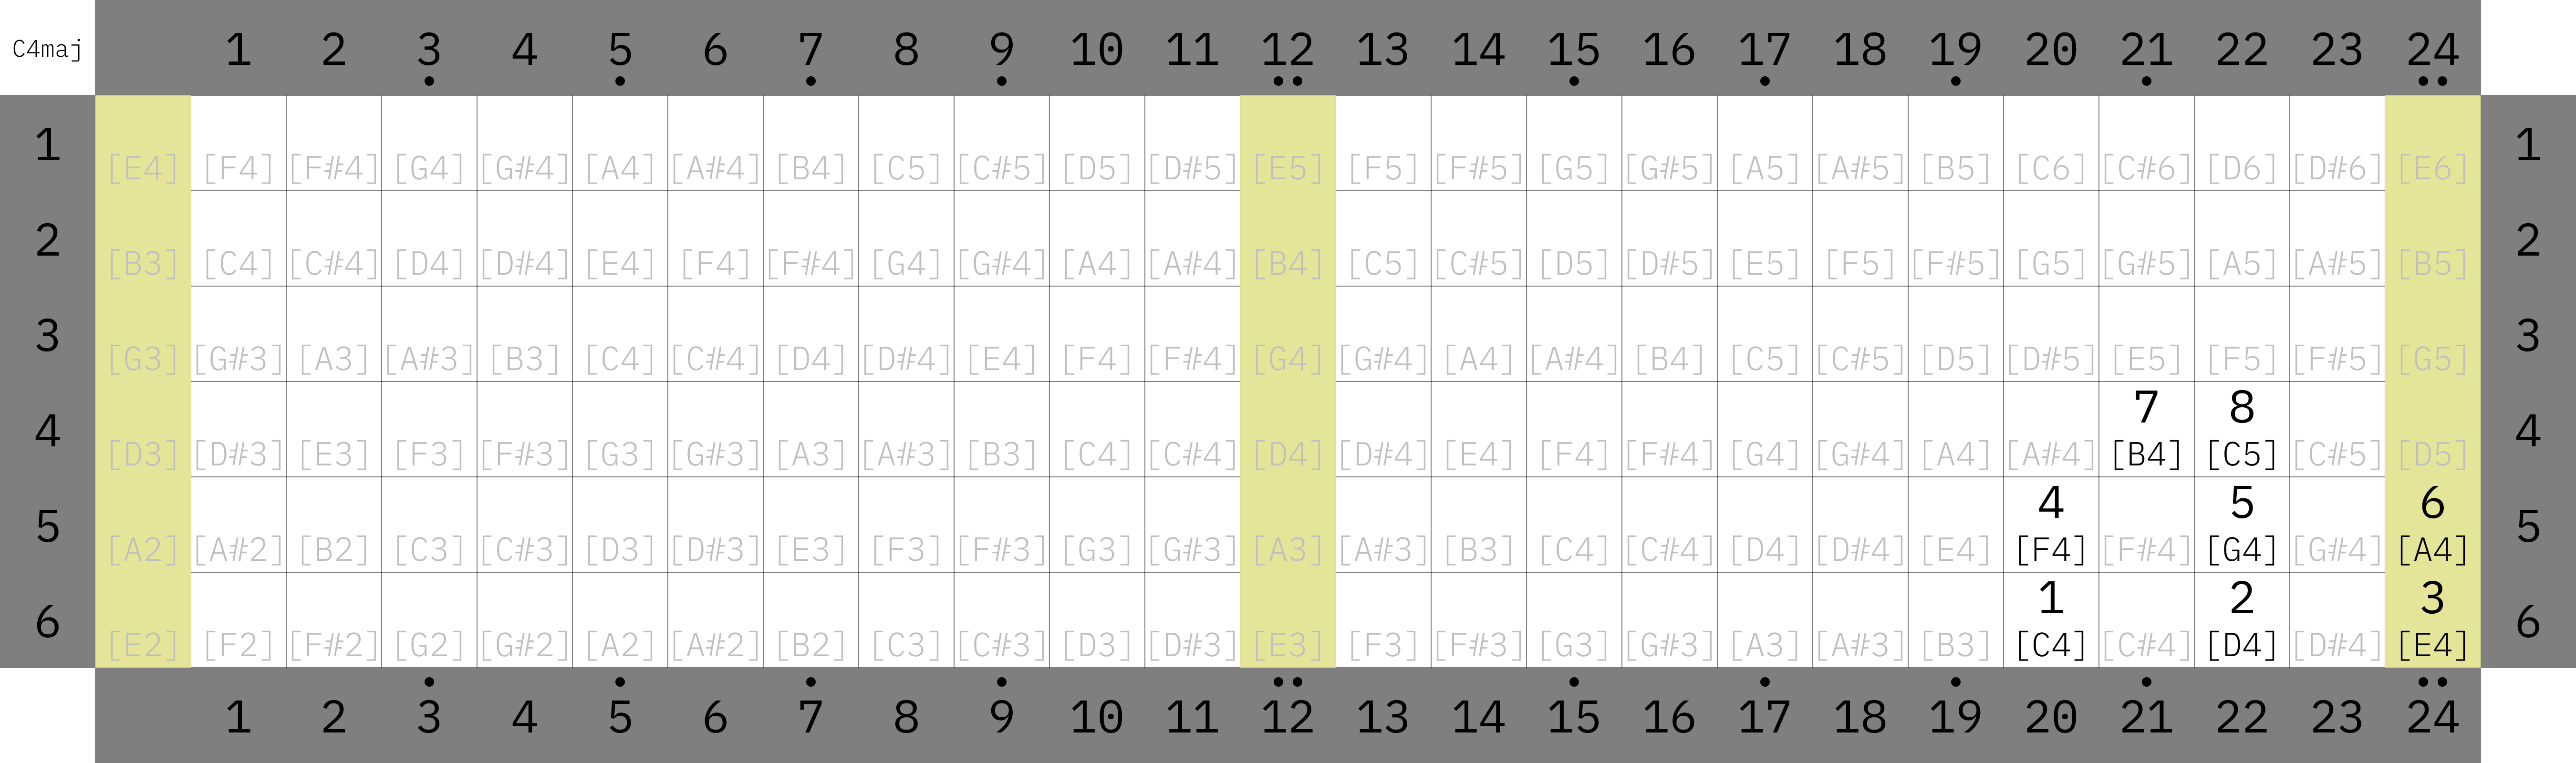 C4maj 1 2 3 4 5 6 7 8 9 10 11 12 13 14 15 16 17 18 19 20 21 22 23 24
1 [E4] [F4] [F#4] [G4] [G#4] [A4] [A#4] [B4] [C5] [C#5] [D5] [D#5] [E5] [F5] [F#5] [G5] [G#5] [A5] [A#5] [B5] [C6] [C#6] [D6] [D#6] [E6] 1
2 [B3] [C4] [C#4] [D4] [D#4] [E4] [F4] [F#4] [G4] [G#4] [A4] [A#4] [B4] [C5] [C#5] [D5] [D#5] [E5] [F5] [F#5] [G5] [G#5] [A5] [A#5] [B5] 2
3 [G3] [G#3] [A3] [A#3] [B3] [C4] [C#4] [D4] [D#4] [E4] [F4] [F#4] [G4] [G#4] [A4] [A#4] [B4] [C5] [C#5] [D5] [D#5] [E5] [F5] [F#5] [G5] 3
7 8
4 [D3] [D#3] [E3] [F3] [F#3] [G3] [G#3] [A3] [A#3] [B3] [C4] [C#4] [D4] [D#4] [E4] [F4] [F#4] [G4] [G#4] [A4] [A#4] [B4] [C5] [C#5] [D5] 4
4 5 6
5 [A2] [A#2] [B2] [C3] [C#3] [D3] [D#3] [E3] [F3] [F#3] [G3] [G#3] [A3] [A#3] [B3] [C4] [C#4] [D4] [D#4] [E4] [F4] [F#4] [G4] [G#4] [A4] 5
1 2 3
6 [E2] [F2] [F#2] [G2] [G#2] [A2] [A#2] [B2] [C3] [C#3] [D3] [D#3] [E3] [F3] [F#3] [G3] [G#3] [A3] [A#3] [B3] [C4] [C#4] [D4] [D#4] [E4] 6
1 2 3 4 5 6 7 8 9 10 11 12 13 14 15 16 17 18 19 20 21 22 23 24